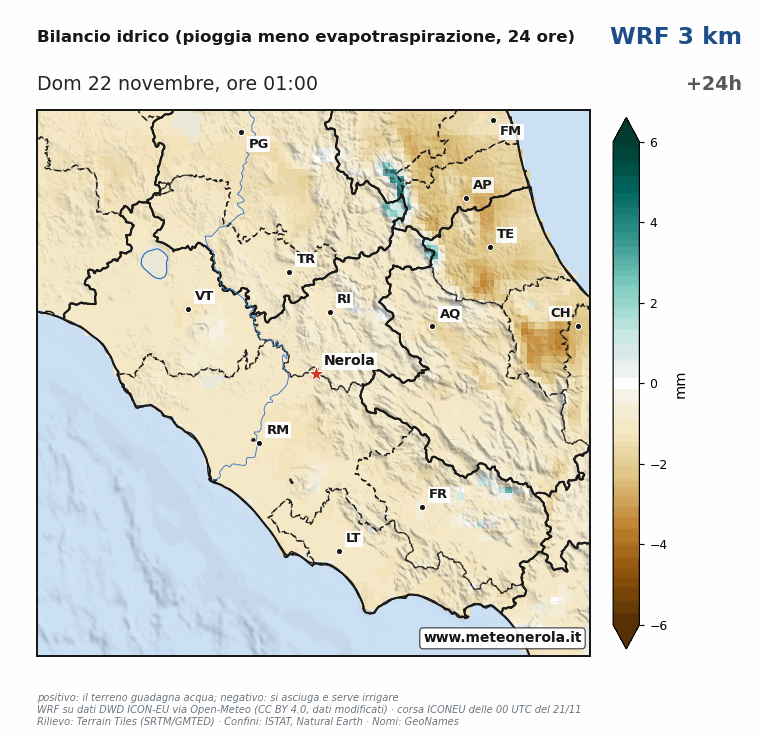 Bilancio idrico (pioggia meno evapotraspirazione, 24 ore)
WRF 3 km
Dom 22 novembre, ore 01:00
+24h
FM
PG
AP
TE
TR
VT
RI
AQ
CH
Nerola
RM
FR
LT
www.meteonerola.it
6
4
2
0
−2
−4
−6
mm
positivo: il terreno guadagna acqua; negativo: si asciuga e serve irrigare
WRF su dati DWD ICON-EU via Open-Meteo (CC BY 4.0, dati modificati) · corsa ICONEU delle 00 UTC del 21/11
Rilievo: Terrain Tiles (SRTM/GMTED) · Confini: ISTAT, Natural Earth · Nomi: GeoNames